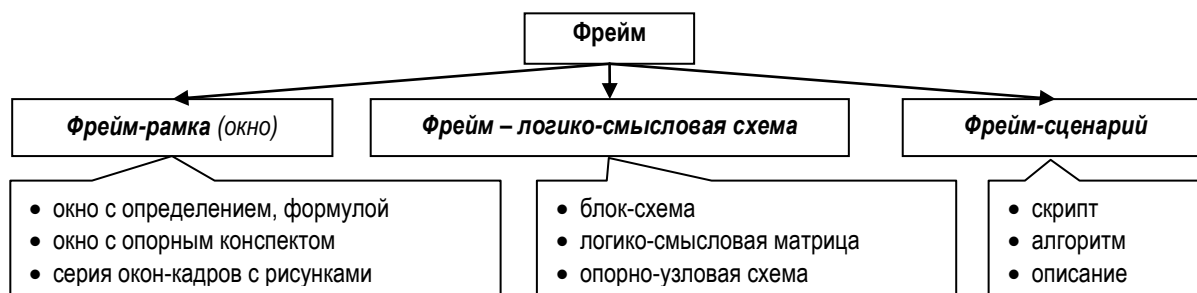 Фрейм
Фрейм-рамка (окно)
Фрейм – логико-смысловая схема
Фрейм-сценарий
• окно с определением, формулой
• окно с опорным конспектом
• серия окон-кадров с рисунками
• блок-схема
• логико-смысловая матрица
• опорно-узловая схема
• скрипт
• алгоритм
• описание